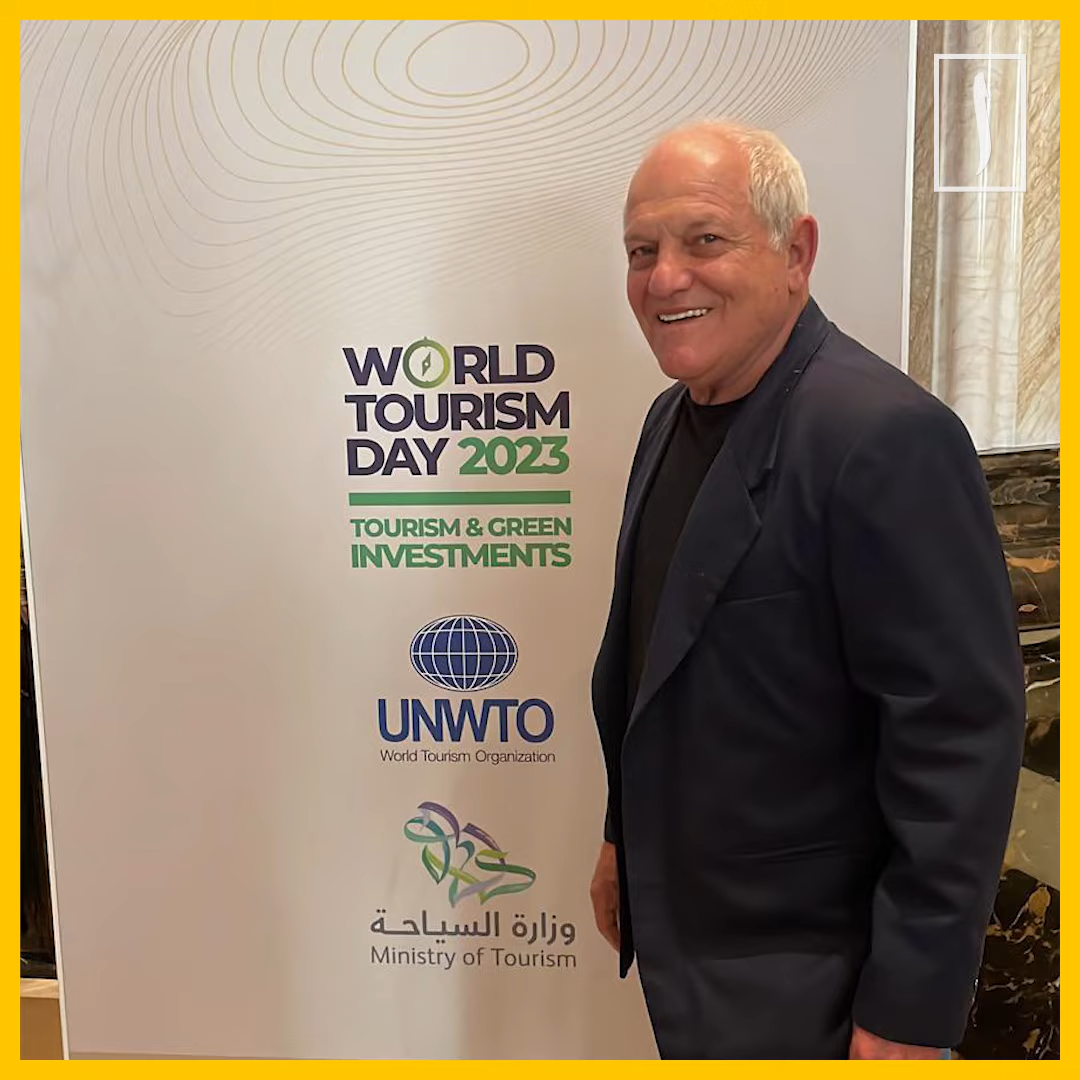 WORLD
TOURISM
DAY 2023
TOURISM & GREEN
INVESTMENTS
UNWTO
World Tourism Organization
وزارة السياحة
Ministry of Tourism